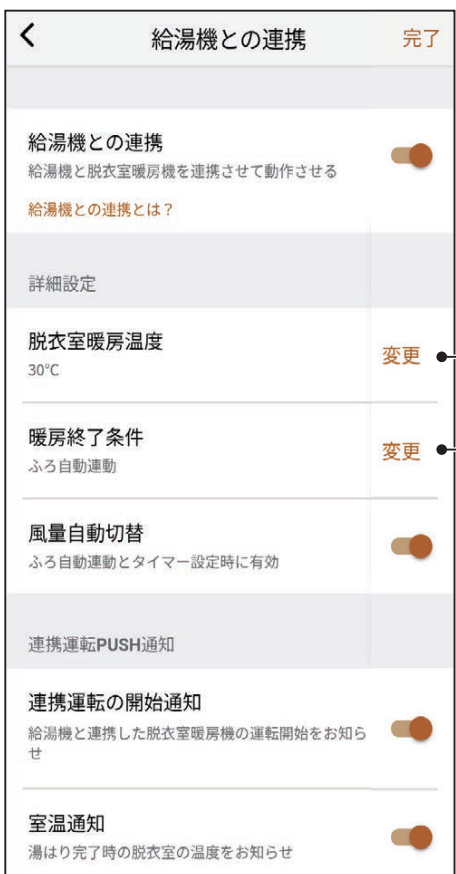 給湯機との連携 完了
給湯機との連携
給湯機と脱衣室暖房機を連携させて動作させる
給湯機との連携とは？
詳細設定
脱衣室暖房温度
30℃
変更
暖房終了条件
ふろ自動連動
変更
風量自動切替
ふろ自動連動とタイマー設定時に有効
連携運転PUSH通知
連携運転の開始通知
給湯機と連携した脱衣室暖房機の運転開始をお知ら
せ
室温通知
湯はり完了時の脱衣室の温度をお知らせ